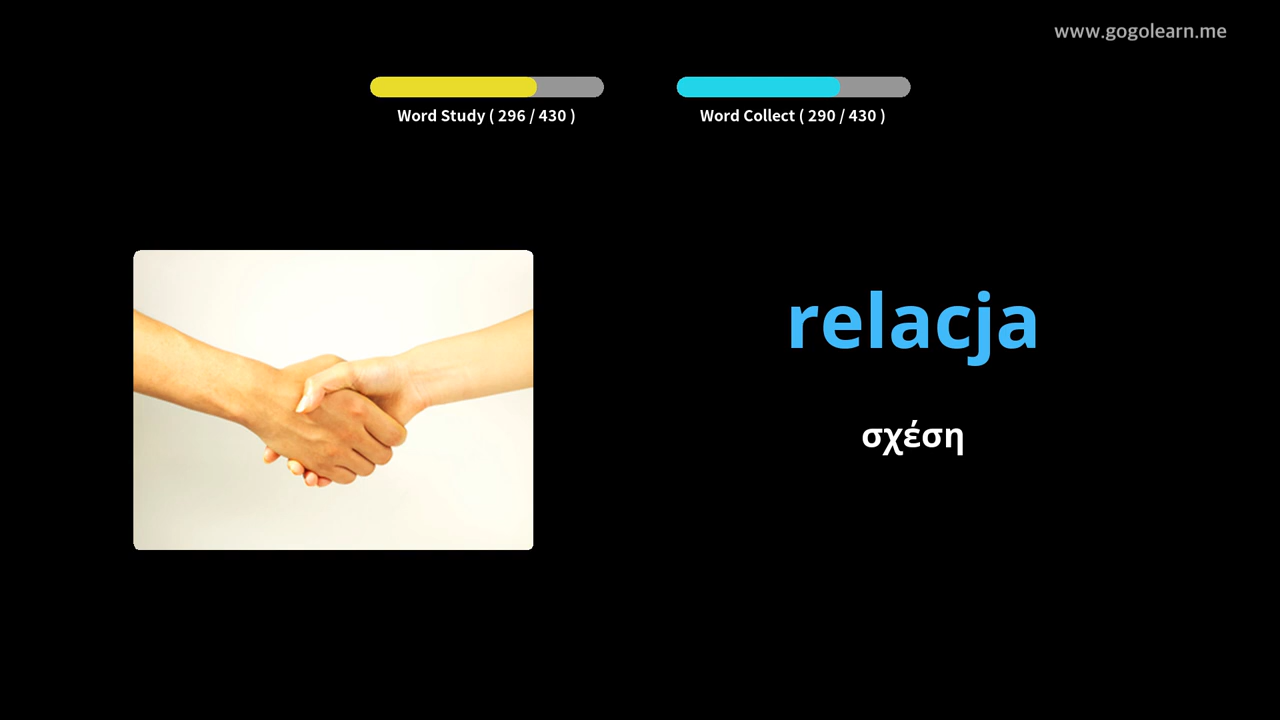 www.gogolearn.me
Word Study ( 296 / 430 )
Word Collect ( 290 / 430 )
relacja
σχέση